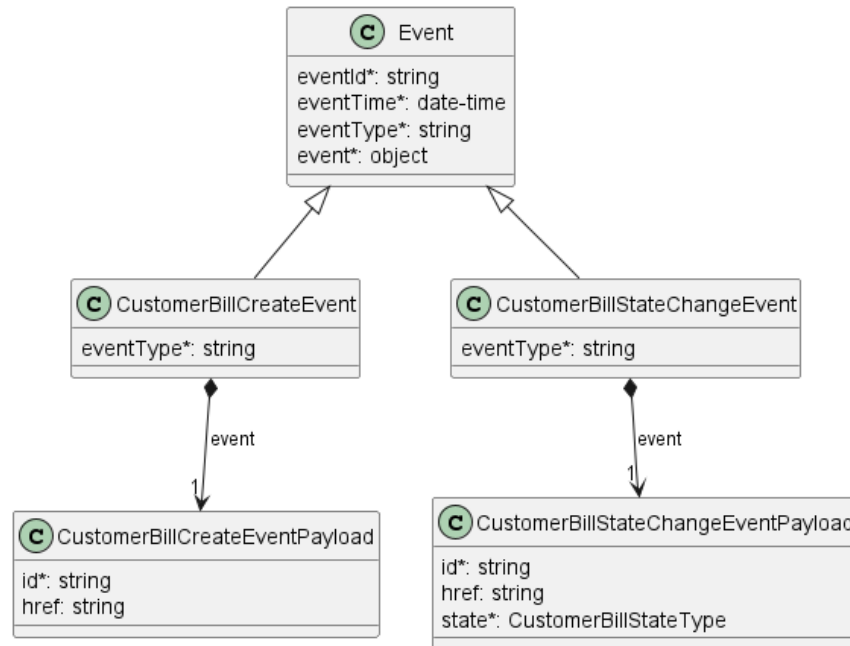 C Event
eventId*: string
eventTime*: date-time
eventType*: string
event*: object
C CustomerBillCreateEvent
eventType*: string
C CustomerBillStateChangeEvent
eventType*: string
event
1
event
1
C CustomerBillCreateEventPayload
id*: string
href: string
C CustomerBillStateChangeEventPayload
id*: string
href: string
state*: CustomerBillStateType